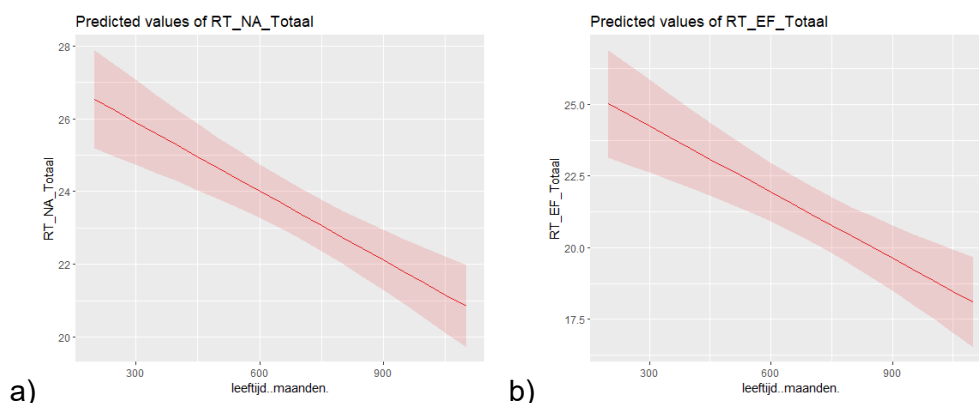 Predicted values of RT_NA_Totaal
28
26
24
22
20
RT_NA_Totaal
300 600 900
leeftijd..maanden.
a)
Predicted values of RT_EF_Totaal
25.0
22.5
20.0
17.5
RT_EF_Totaal
300 600 900
leeftijd..maanden.
b)